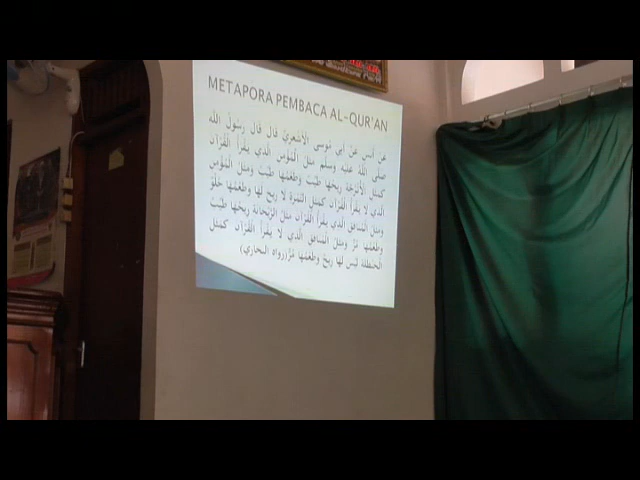 METAPORA PEMBACA AL-QUR'AN
عن أنس عن أبي موسى الأشعري قال قال رسول الله
صلى الله عليه وسلم مثل المؤمن الذي يقرأ القرآن
كمثل الأترجة ريحها طيب وطعمها طيب ومثل المؤمن
الذي لا يقرأ القرآن كمثل التمرة لا ريح لها وطعمها حلو
ومثل المنافق الذي يقرأ القرآن مثل الريحانة ريحها طيب
وطعمها مر ومثل المنافق الذي لا يقرأ القرآن كمثل
الحنظلة ليس لها ريح وطعمها مر(رواه البخاري)